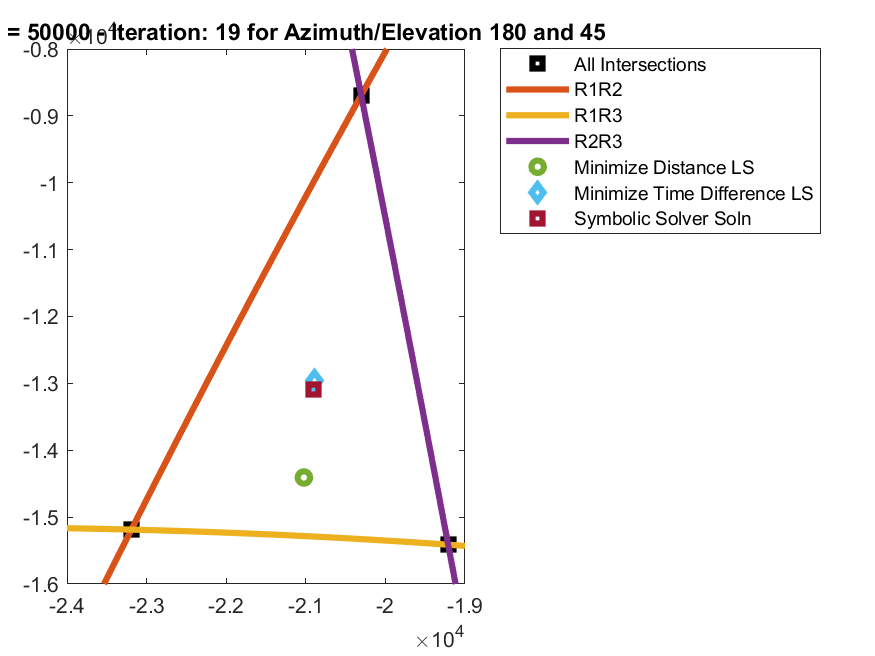 = 50000 - Iteration: 19 for Azimuth/Elevation 180 and 45
×10⁴
-0.8
-0.9
-1
-1.1
-1.2
-1.3
-1.4
-1.5
-1.6
-2.4 -2.3 -2.2 -2.1 -2 -1.9
×10⁴
All Intersections
R1R2
R1R3
R2R3
Minimize Distance LS
Minimize Time Difference LS
Symbolic Solver Soln